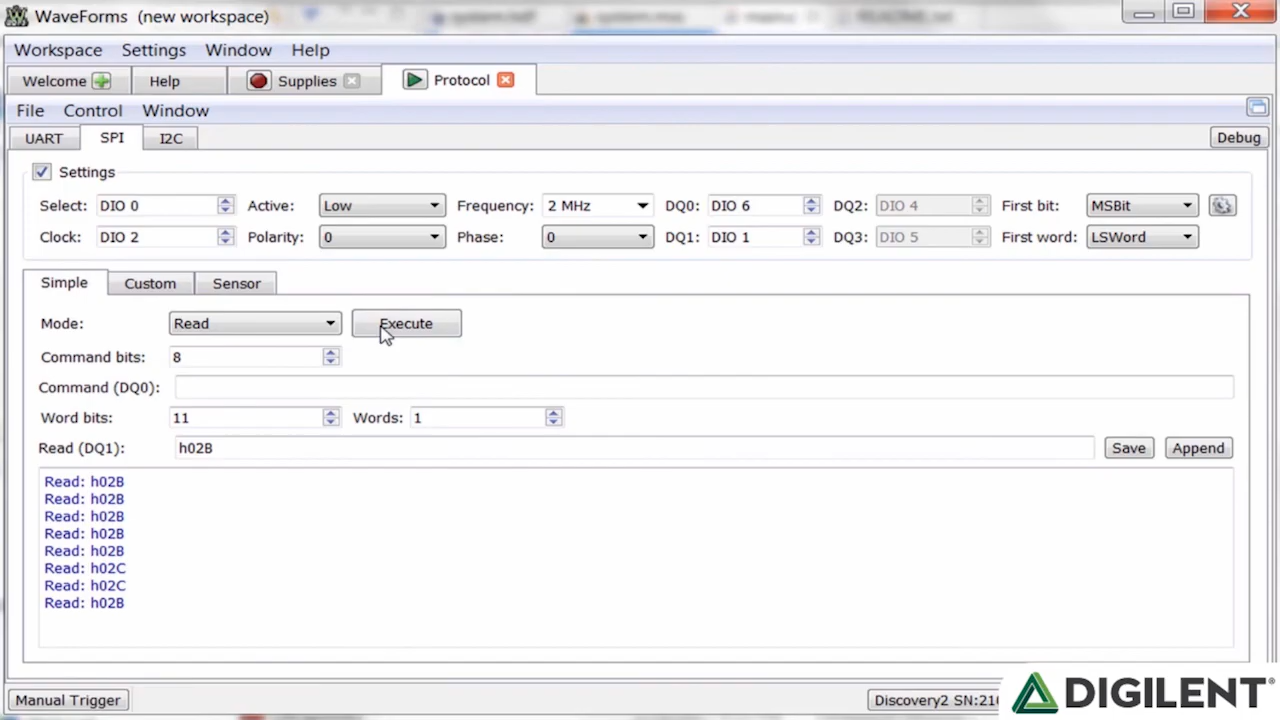 WaveForms (new workspace)
Workspace Settings Window Help
Welcome Help Supplies Protocol
File Control Window
UART SPI I2C Debug
Settings
Select: DIO 0 Active: Low Frequency: 2 MHz DQ0: DIO 6 DQ2: DIO 4 First bit: MSBit
Clock: DIO 2 Polarity: 0 Phase: 0 DQ1: DIO 1 DQ3: DIO 5 First word: LSWord
Simple Custom Sensor
Mode: Read Execute
Command bits: 8
Command (DQ0):
Word bits: 11 Words: 1
Read (DQ1): h02B Save Append
Read: h02B
Read: h02B
Read: h02B
Read: h02B
Read: h02B
Read: h02C
Read: h02C
Read: h02B
Manual Trigger Discovery2 SN:21
DIGILENT®